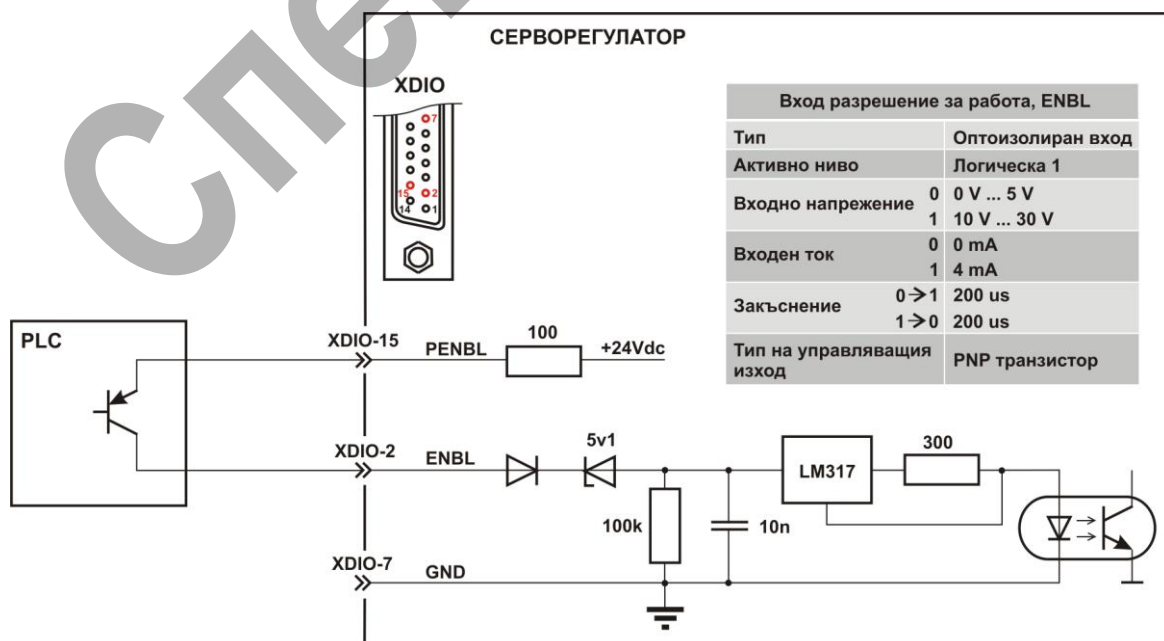 СЕРВОРЕГУЛАТОР
XDIO
7
15
2
14
1
Вход разрешение за работа, ENBL
Тип Оптоизолиран вход
Активно ниво Логическа 1
Входно напрежение 0 0 V ... 5 V
1 10 V ... 30 V
Входен ток 0 0 mA
1 4 mA
Закъснение 0→1 200 us
1→0 200 us
Тип на управляващия изход PNP транзистор
PLC
XDIO-15 PENBL 100 +24Vdc
XDIO-2 ENBL 5v1
LM317 300
100k 10n
XDIO-7 GND